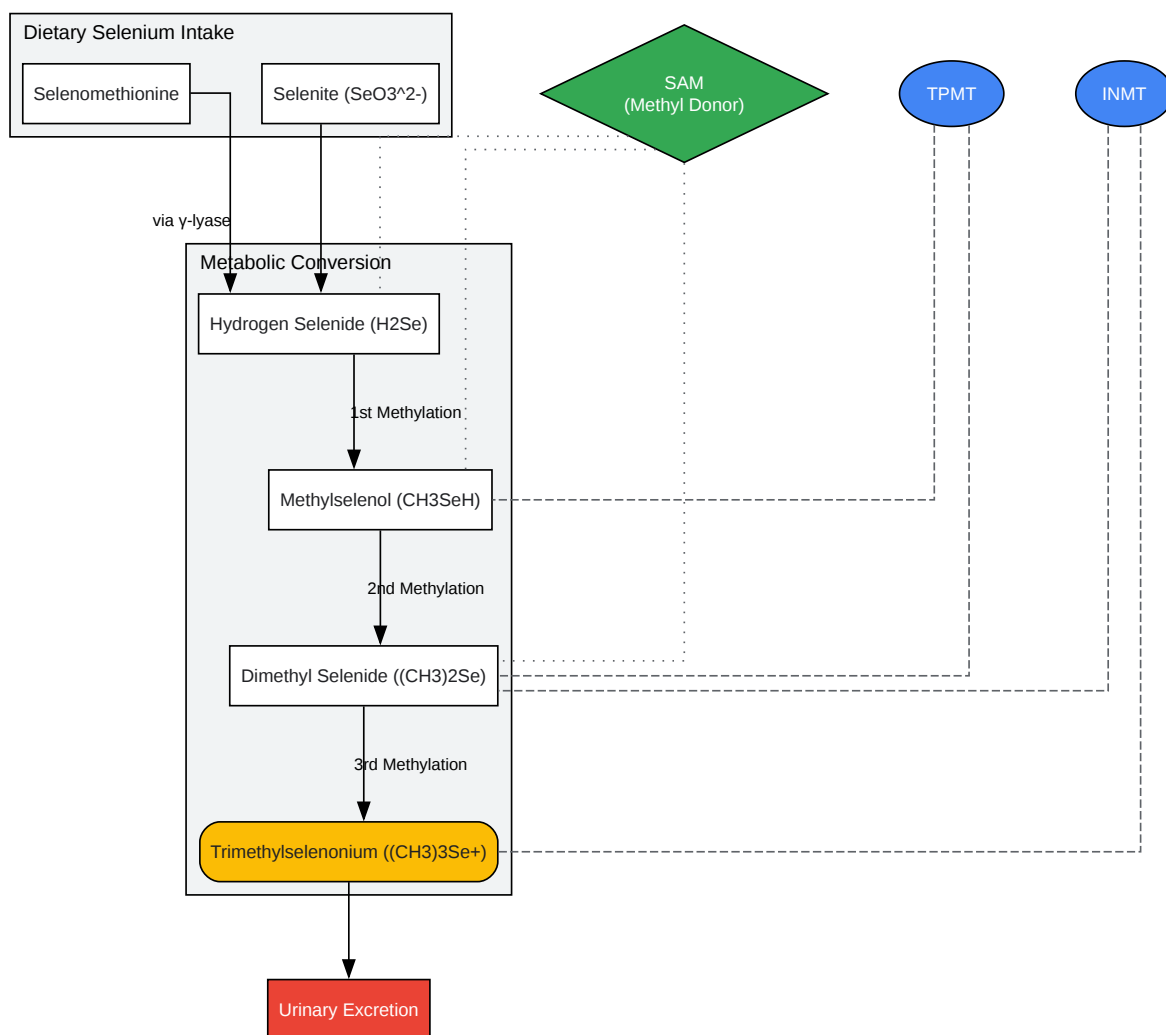 Dietary Selenium Intake
Selenomethionine
Selenite (SeO3^2-)
SAM
(Methyl Donor)
TPMT
INMT
via γ-lyase
Metabolic Conversion
Hydrogen Selenide (H2Se)
1st Methylation
Methylselenol (CH3SeH)
2nd Methylation
Dimethyl Selenide ((CH3)2Se)
3rd Methylation
Trimethylselenonium ((CH3)3Se+)
Urinary Excretion